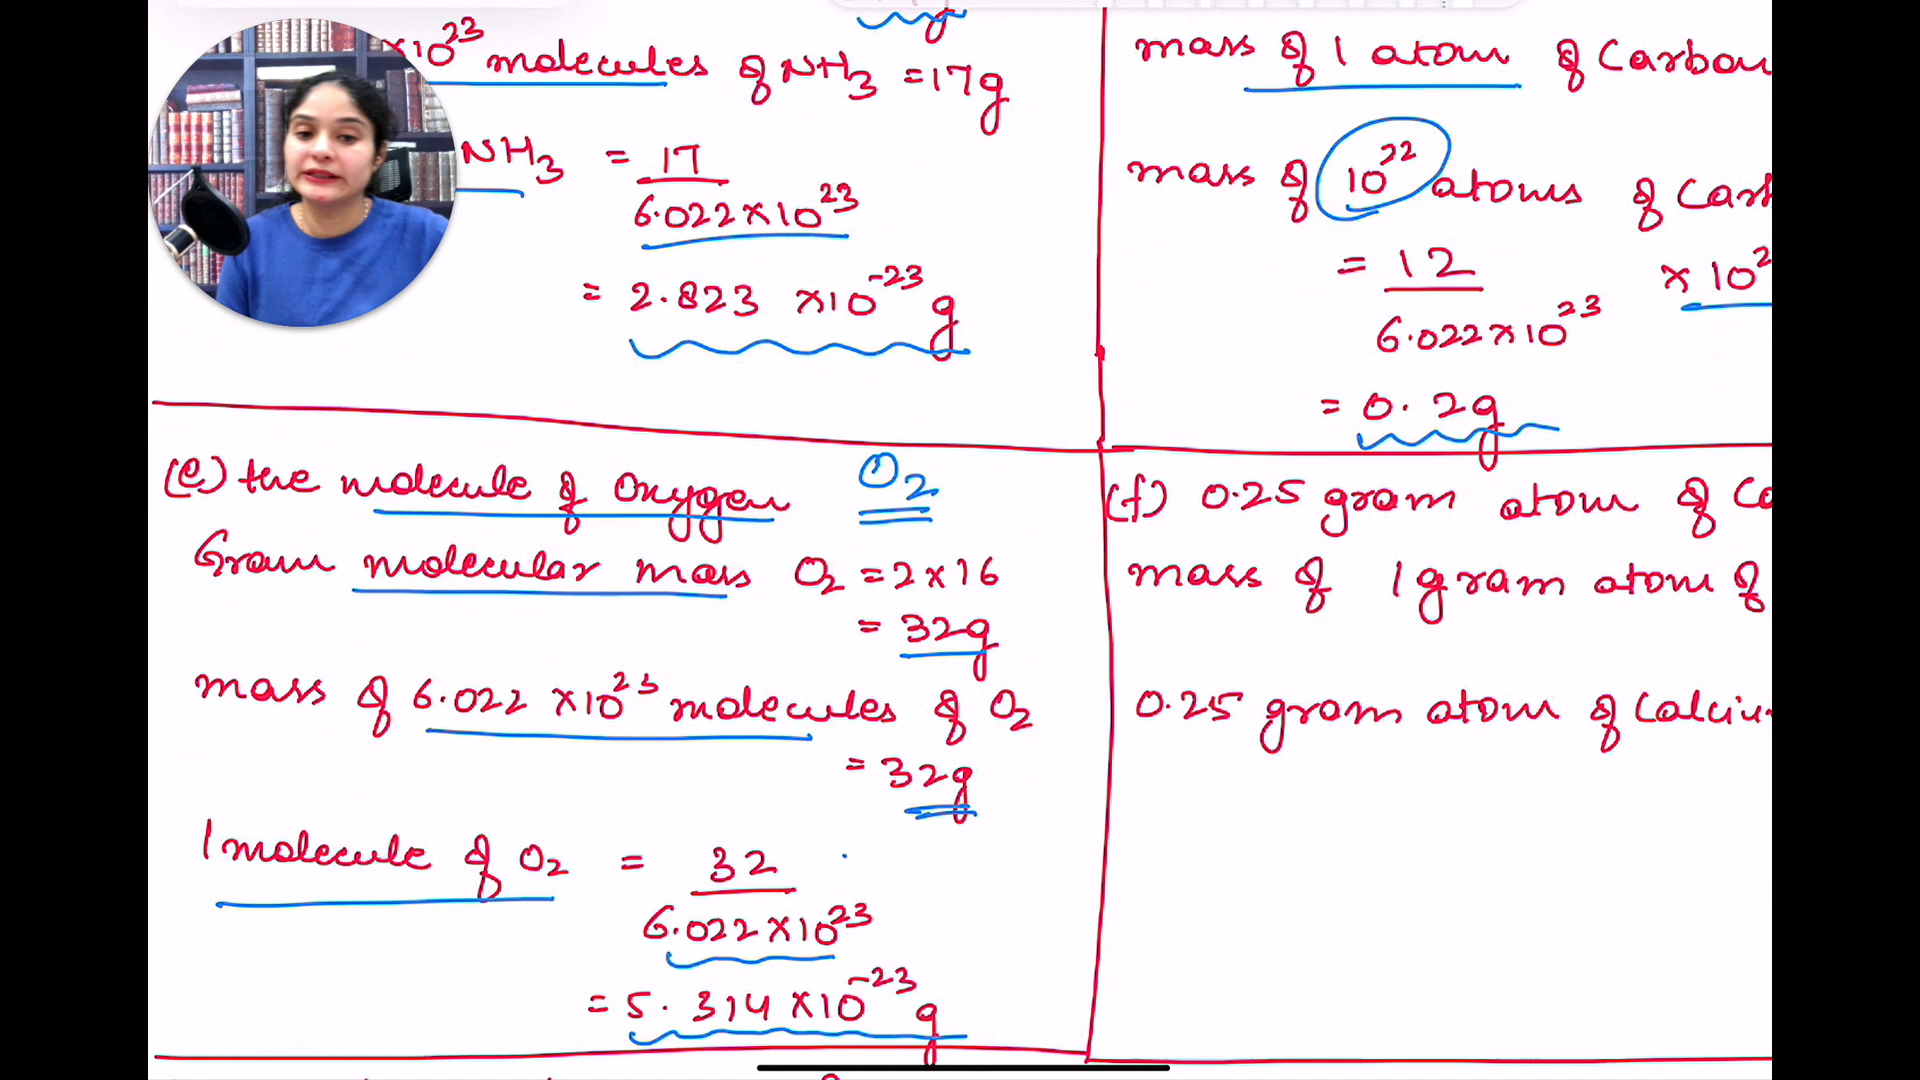 ×10²³ molecules of NH₃ = 17g
NH₃ = 17
6.022×10²³
= 2.823 ×10⁻²³ g
mass of 1 atom of Carbon
mass of 10²² atoms of Carb
= 12 × 10²
6.022×10²³
= 0.2g
(e) the molecule of Oxygen O₂
Gram molecular mass O₂ = 2×16
= 32g
mass of 6.022 ×10²³ molecules of O₂
= 32g
1 molecule of O₂ = 32
6.022×10²³
= 5.314×10⁻²³ g
(f) 0.25 gram atom of Ca
mass of 1 gram atom of
0.25 gram atom of Calciu